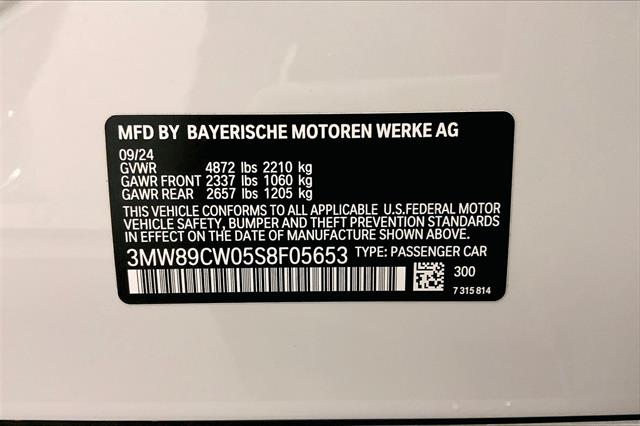 MFD BY BAYERISCHE MOTOREN WERKE AG
09/24
GVWR 4872 lbs 2210 kg
GAWR FRONT 2337 lbs 1060 kg
GAWR REAR 2657 lbs 1205 kg
THIS VEHICLE CONFORMS TO ALL APPLICABLE U.S.FEDERAL MOTOR
VEHICLE SAFETY, BUMPER AND THEFT PREVENTION STANDARDS
IN EFFECT ON THE DATE OF MANUFACTURE SHOWN ABOVE.
3MW89CW05S8F05653 TYPE: PASSENGER CAR
300
7 315 814